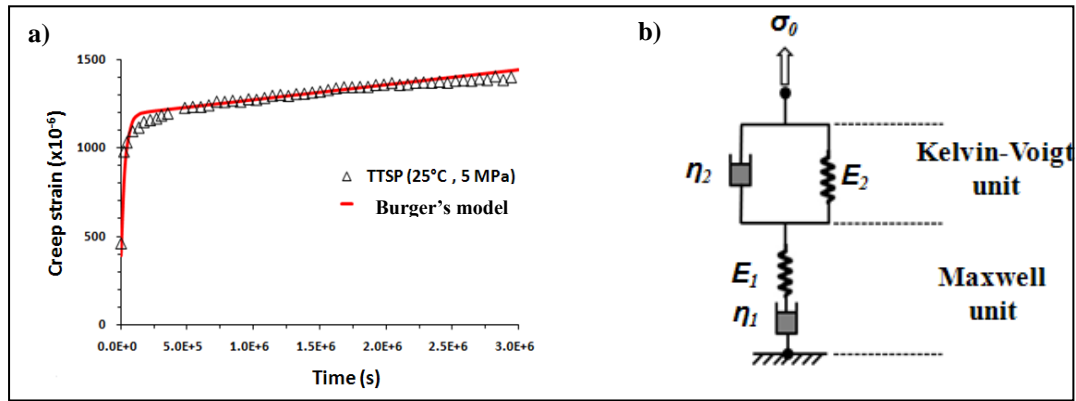 a)
1500
1000
500
0
Creep strain (x10⁻⁶)
△ TTSP (25°C , 5 MPa)
Burger's model
0.0E+0 5.0E+5 1.0E+6 1.5E+6 2.0E+6 2.5E+6 3.0E+6
Time (s)
b)
σ₀
η₂
E₂
Kelvin-Voigt
unit
E₁
η₁
Maxwell
unit